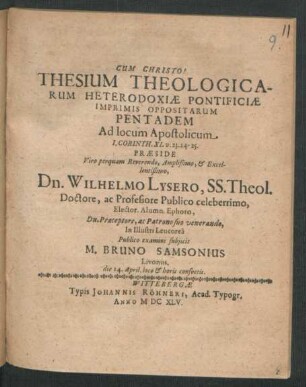 11
9.
CUM CHRISTO!
THESIUM THEOLOGICA-
RUM HETERODOXIÆ PONTIFICIÆ
IMPRIMIS OPPOSITARUM
PENTADEM
Ad locum Apostolicum
I. CORINTH. XI. v. 23.24. 25.
PRÆSIDE
Viro perquam Reverendo, Amplissimo, & Excel-
lentissimo,
Dn. WILHELMO LYSERO, SS. Theol.
Doctore, ac Professore Publico celeberrimo,
Elector. Alumn. Ephoro,
Dn. Præceptore, ac Patrono suo venerando,
In Illustri Leucoreâ
Publico examini subjicit
M. BRUNO SAMSONIUS
Livonus,
die 14. April. loco & horis consuetis.
WITTEBERGÆ
Typis JOHANNIS RÖHNERI, Acad. Typogr.
ANNO M DC XLV.